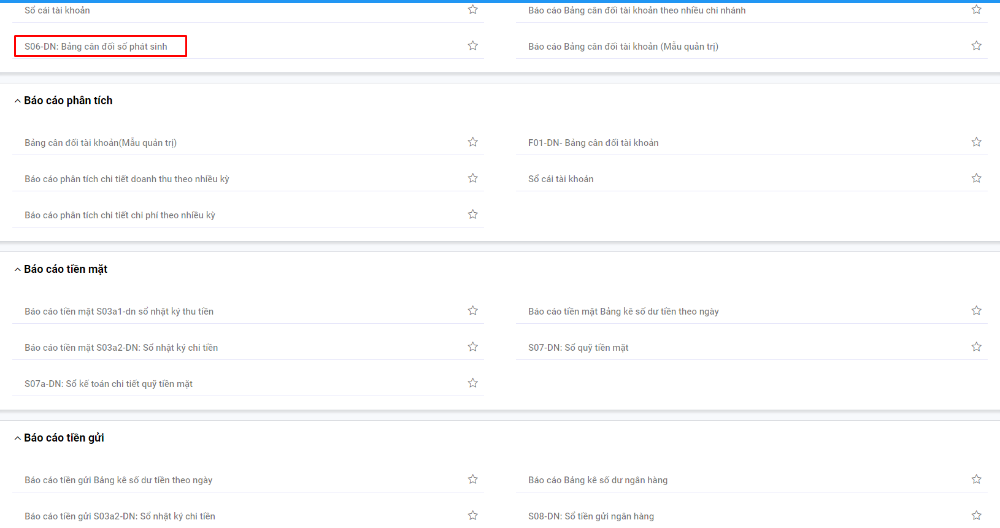 Sổ cái tài khoản
Báo cáo Bảng cân đối tài khoản theo nhiều chi nhánh
S06-DN: Bảng cân đối số phát sinh
Báo cáo Bảng cân đối tài khoản (Mẫu quản trị)
Báo cáo phân tích
Bảng cân đối tài khoản(Mẫu quản trị)
F01-DN- Bảng cân đối tài khoản
Báo cáo phân tích chi tiết doanh thu theo nhiều kỳ
Sổ cái tài khoản
Báo cáo phân tích chi tiết chi phí theo nhiều kỳ
Báo cáo tiền mặt
Báo cáo tiền mặt S03a1-dn sổ nhật ký thu tiền
Báo cáo tiền mặt Bảng kê số dư tiền theo ngày
Báo cáo tiền mặt S03a2-DN: Sổ nhật ký chi tiền
S07-DN: Sổ quỹ tiền mặt
S07a-DN: Sổ kế toán chi tiết quỹ tiền mặt
Báo cáo tiền gửi
Báo cáo tiền gửi Bảng kê số dư tiền theo ngày
Báo cáo Bảng kê số dư ngân hàng
Báo cáo tiền gửi S03a2-DN: Sổ nhật ký chi tiền
S08-DN: Sổ tiền gửi ngân hàng